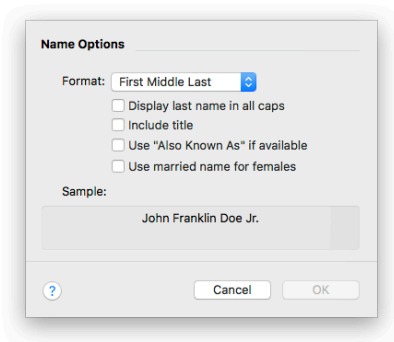 Name Options
Format: First Middle Last
Display last name in all caps
Include title
Use "Also Known As" if available
Use married name for females
Sample:
John Franklin Doe Jr.
? Cancel OK